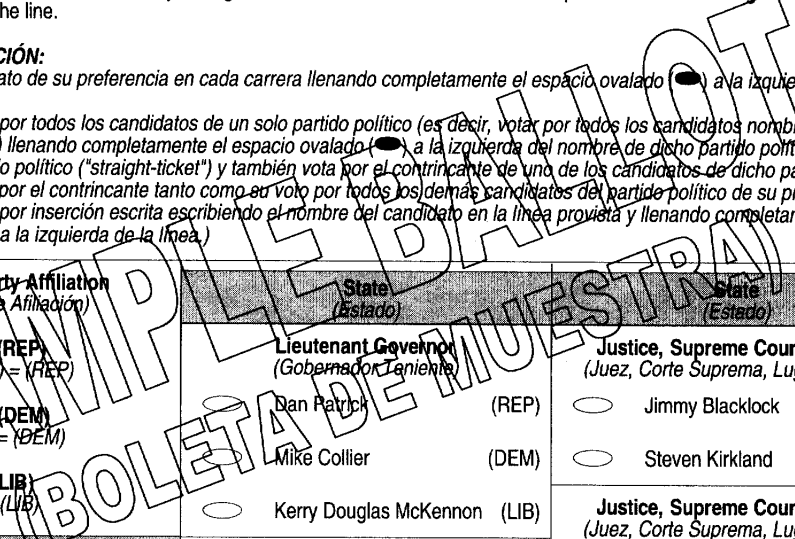 he line.
CIÓN:
ato de su preferencia en cada carrera llenando completamente el espacio ovalado ( ) a la izquie
por todos los candidatos de un solo partido político (es decir, votar por todos los candidatos nomb
) llenando completamente el espacio ovalado ( ) a la izquierda del nombre de dicho partido polít
o político ("straight-ticket") y también vota por el contrincante de uno de los candidatos de dicho pa
por el contrincante tanto como su voto por todos los demás candidatos del partido político de su pr
por inserción escrita escribiendo el nombre del candidato en la línea provista y llenando completan
a la izquierda de la línea.)
MPLE BALLOT
(BOLETA DE MUESTRA)
rty Affiliation
a Afiliación)
(REP)
) = (REP)
(DEM)
= (DEM)
LIB)
(LIB)
State
(Estado)
Lieutenant Governor
(Gobernador Teniente)
Dan Patrick (REP)
Mike Collier (DEM)
Kerry Douglas McKennon (LIB)
State
(Estado)
Justice, Supreme Cour
(Juez, Corte Suprema, Lug
Jimmy Blacklock
Steven Kirkland
Justice, Supreme Cour
(Juez, Corte Suprema, Lug